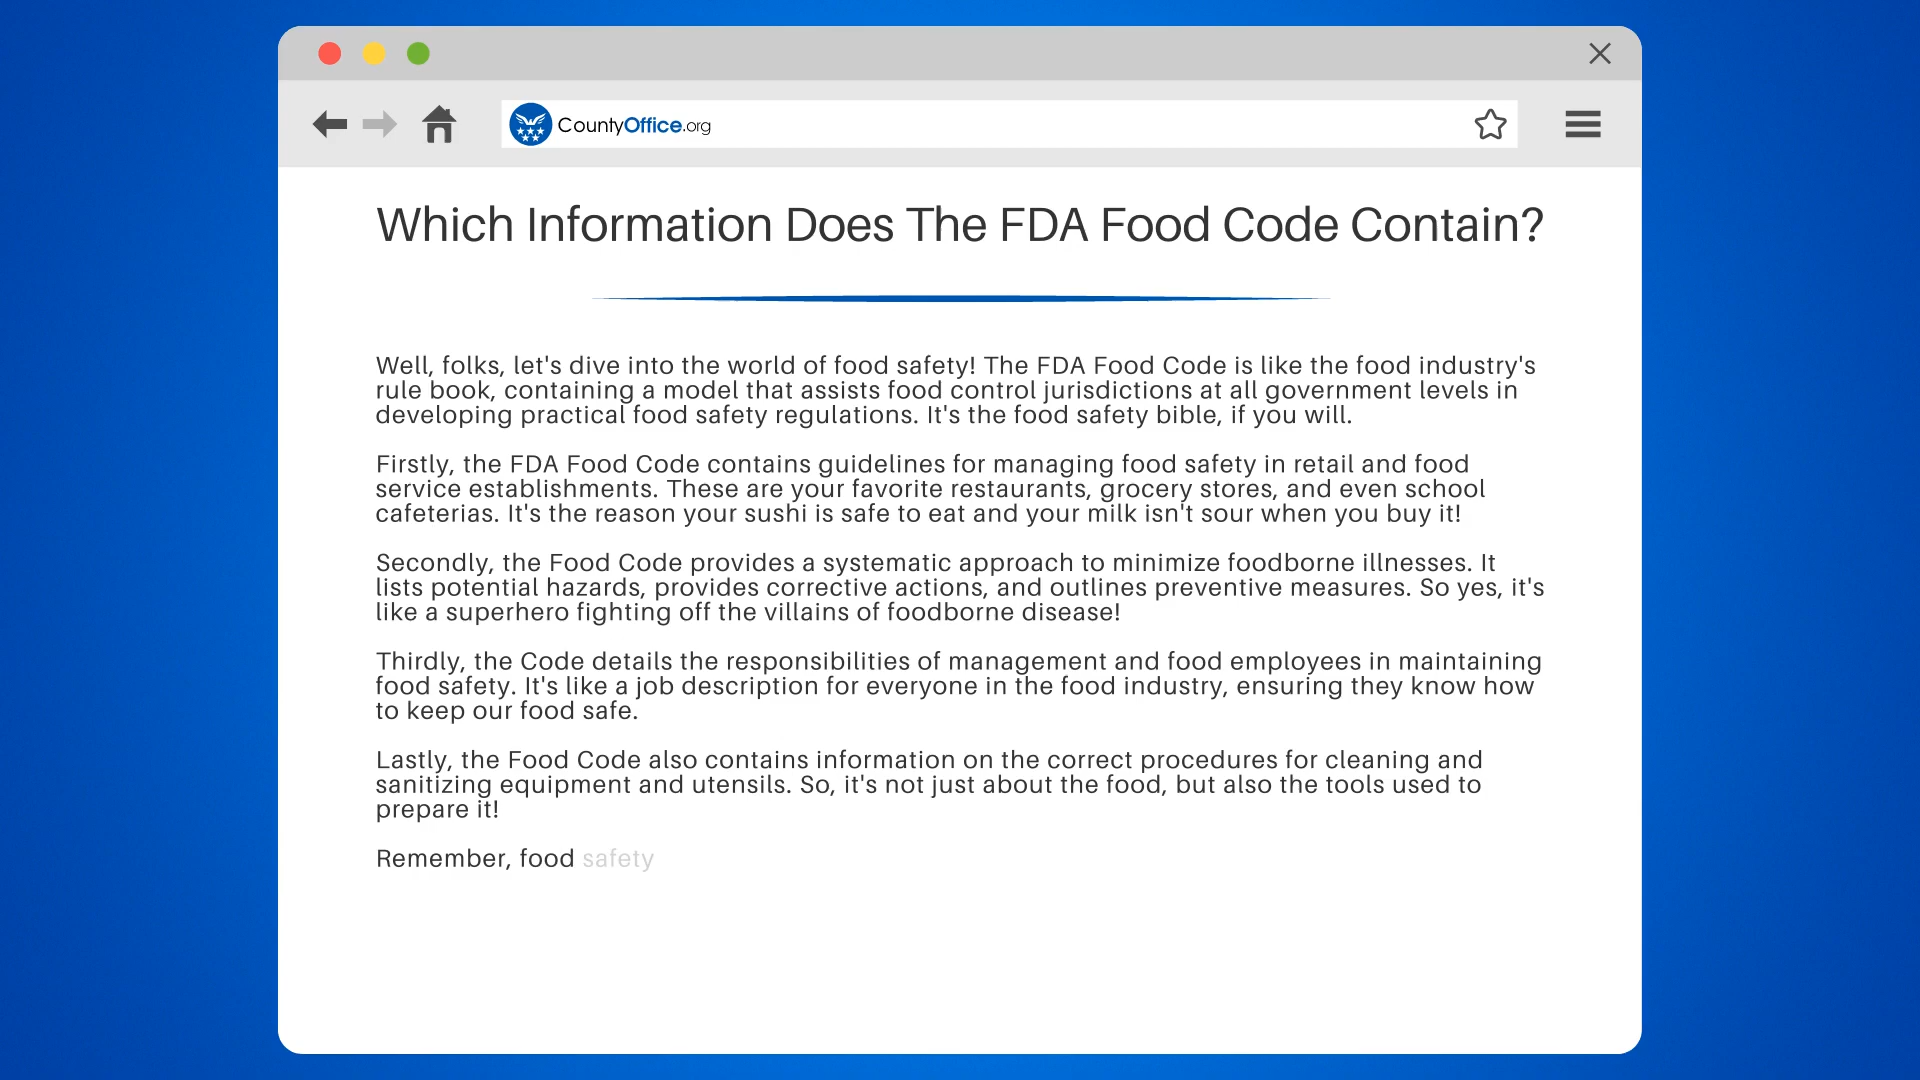 CountyOffice.org
Which Information Does The FDA Food Code Contain?
Well, folks, let's dive into the world of food safety! The FDA Food Code is like the food industry's
rule book, containing a model that assists food control jurisdictions at all government levels in
developing practical food safety regulations. It's the food safety bible, if you will.
Firstly, the FDA Food Code contains guidelines for managing food safety in retail and food
service establishments. These are your favorite restaurants, grocery stores, and even school
cafeterias. It's the reason your sushi is safe to eat and your milk isn't sour when you buy it!
Secondly, the Food Code provides a systematic approach to minimize foodborne illnesses. It
lists potential hazards, provides corrective actions, and outlines preventive measures. So yes, it's
like a superhero fighting off the villains of foodborne disease!
Thirdly, the Code details the responsibilities of management and food employees in maintaining
food safety. It's like a job description for everyone in the food industry, ensuring they know how
to keep our food safe.
Lastly, the Food Code also contains information on the correct procedures for cleaning and
sanitizing equipment and utensils. So, it's not just about the food, but also the tools used to
prepare it!
Remember, food safety